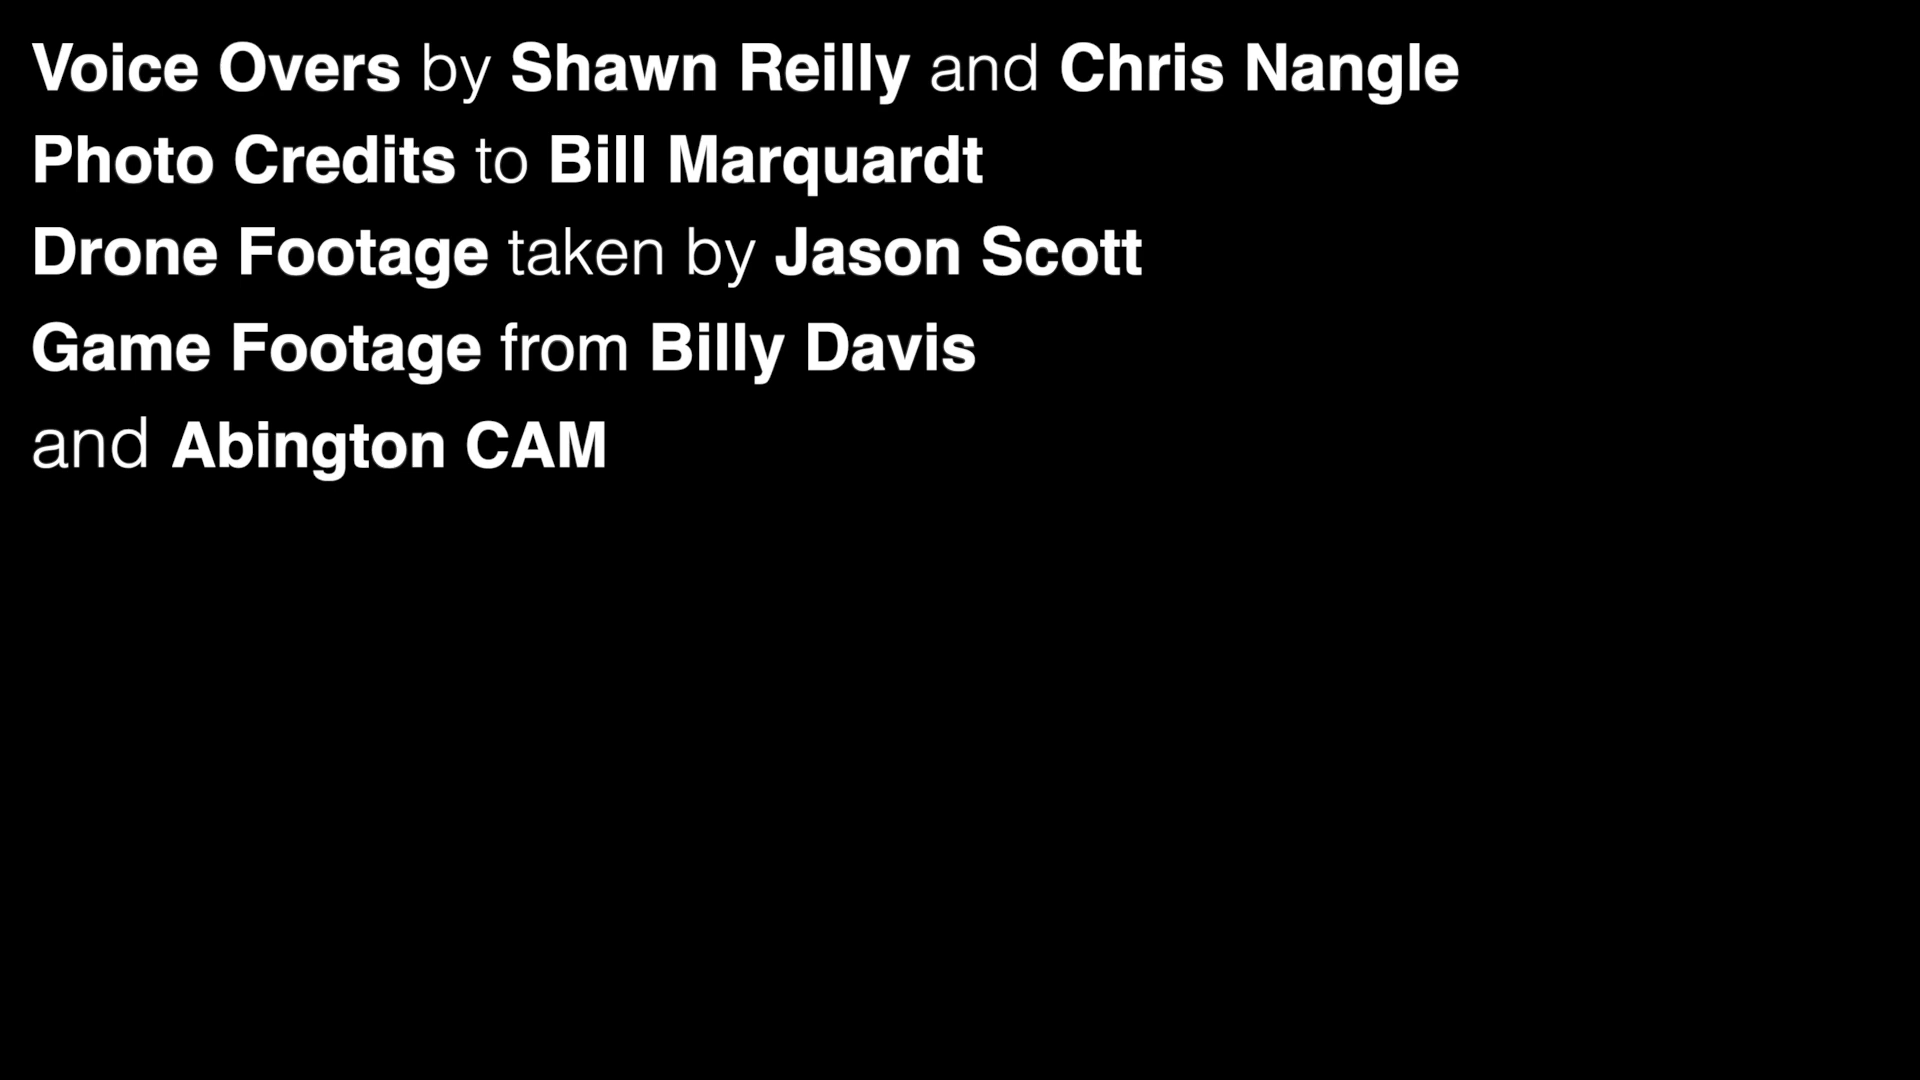 Voice Overs by Shawn Reilly and Chris Nangle
Photo Credits to Bill Marquardt
Drone Footage taken by Jason Scott
Game Footage from Billy Davis
and Abington CAM